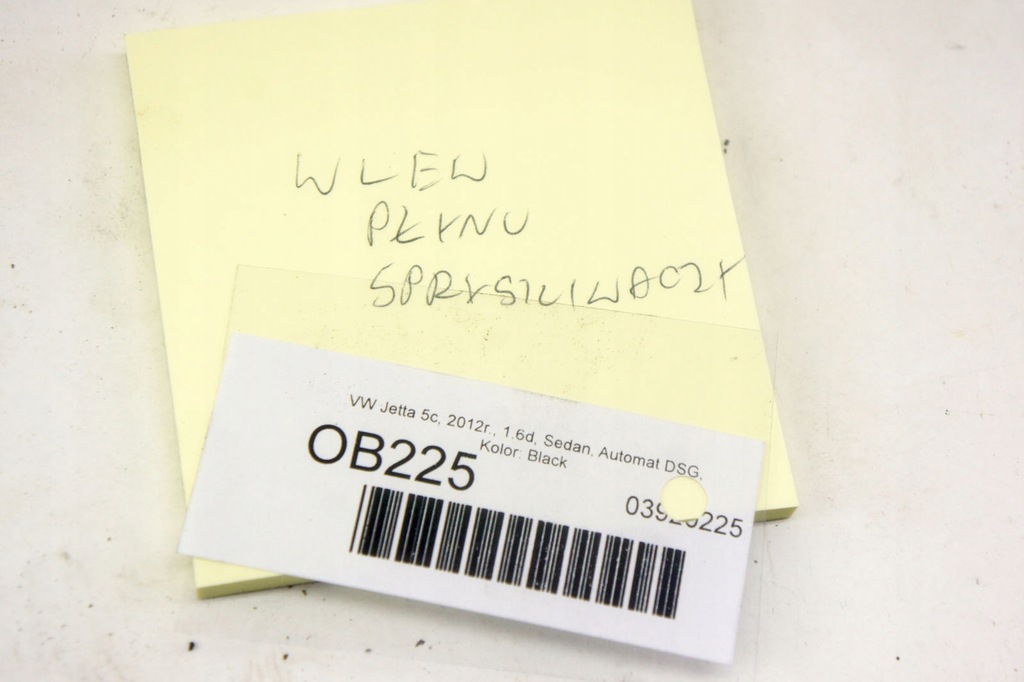 WLEW
PŁYNU
SPRYSKIWACZY
VW Jetta 5c, 2012r., 1.6d, Sedan, Automat DSG,
Kolor: Black
OB225